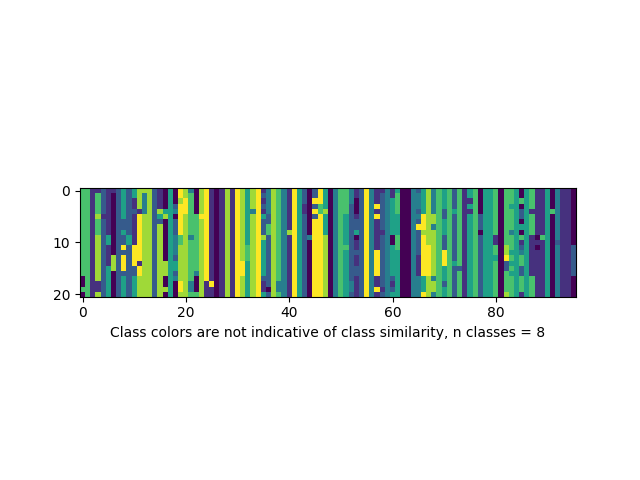 0
10
20
0 20 40 60 80
Class colors are not indicative of class similarity, n classes = 8